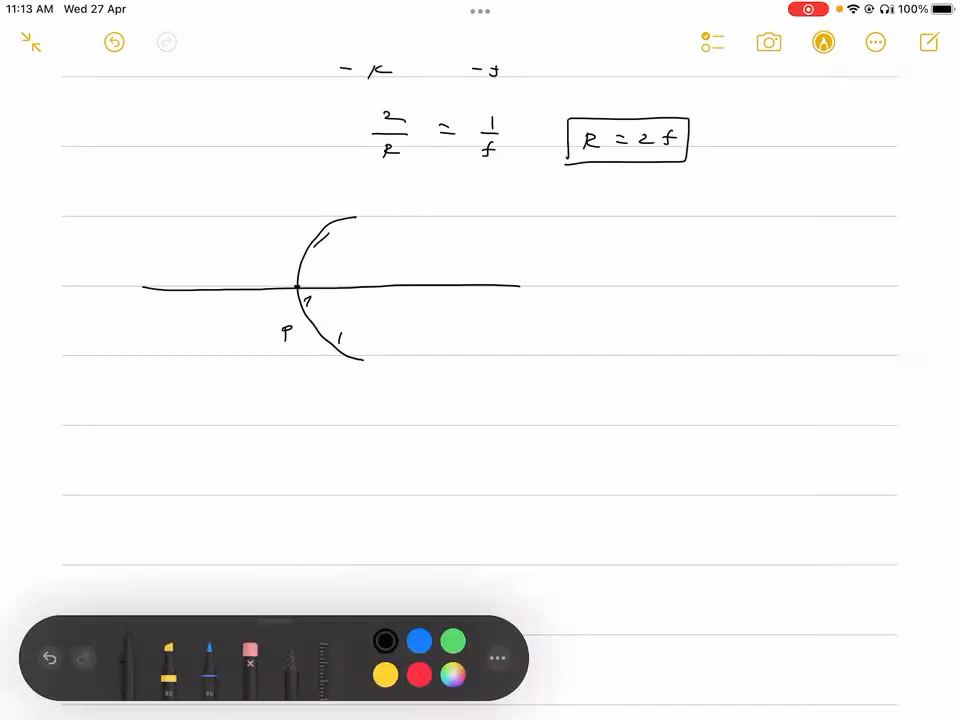 11:13 AM Wed 27 Apr 100%
- R - f
2/R = 1/f R = 2f
P